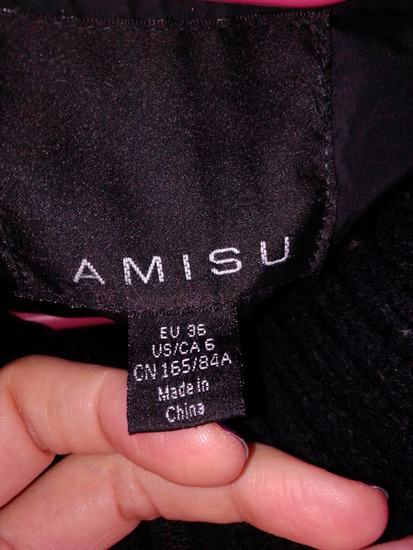 AMISU
EU 36
US/CA 6
CN 165/84A
Made in
China